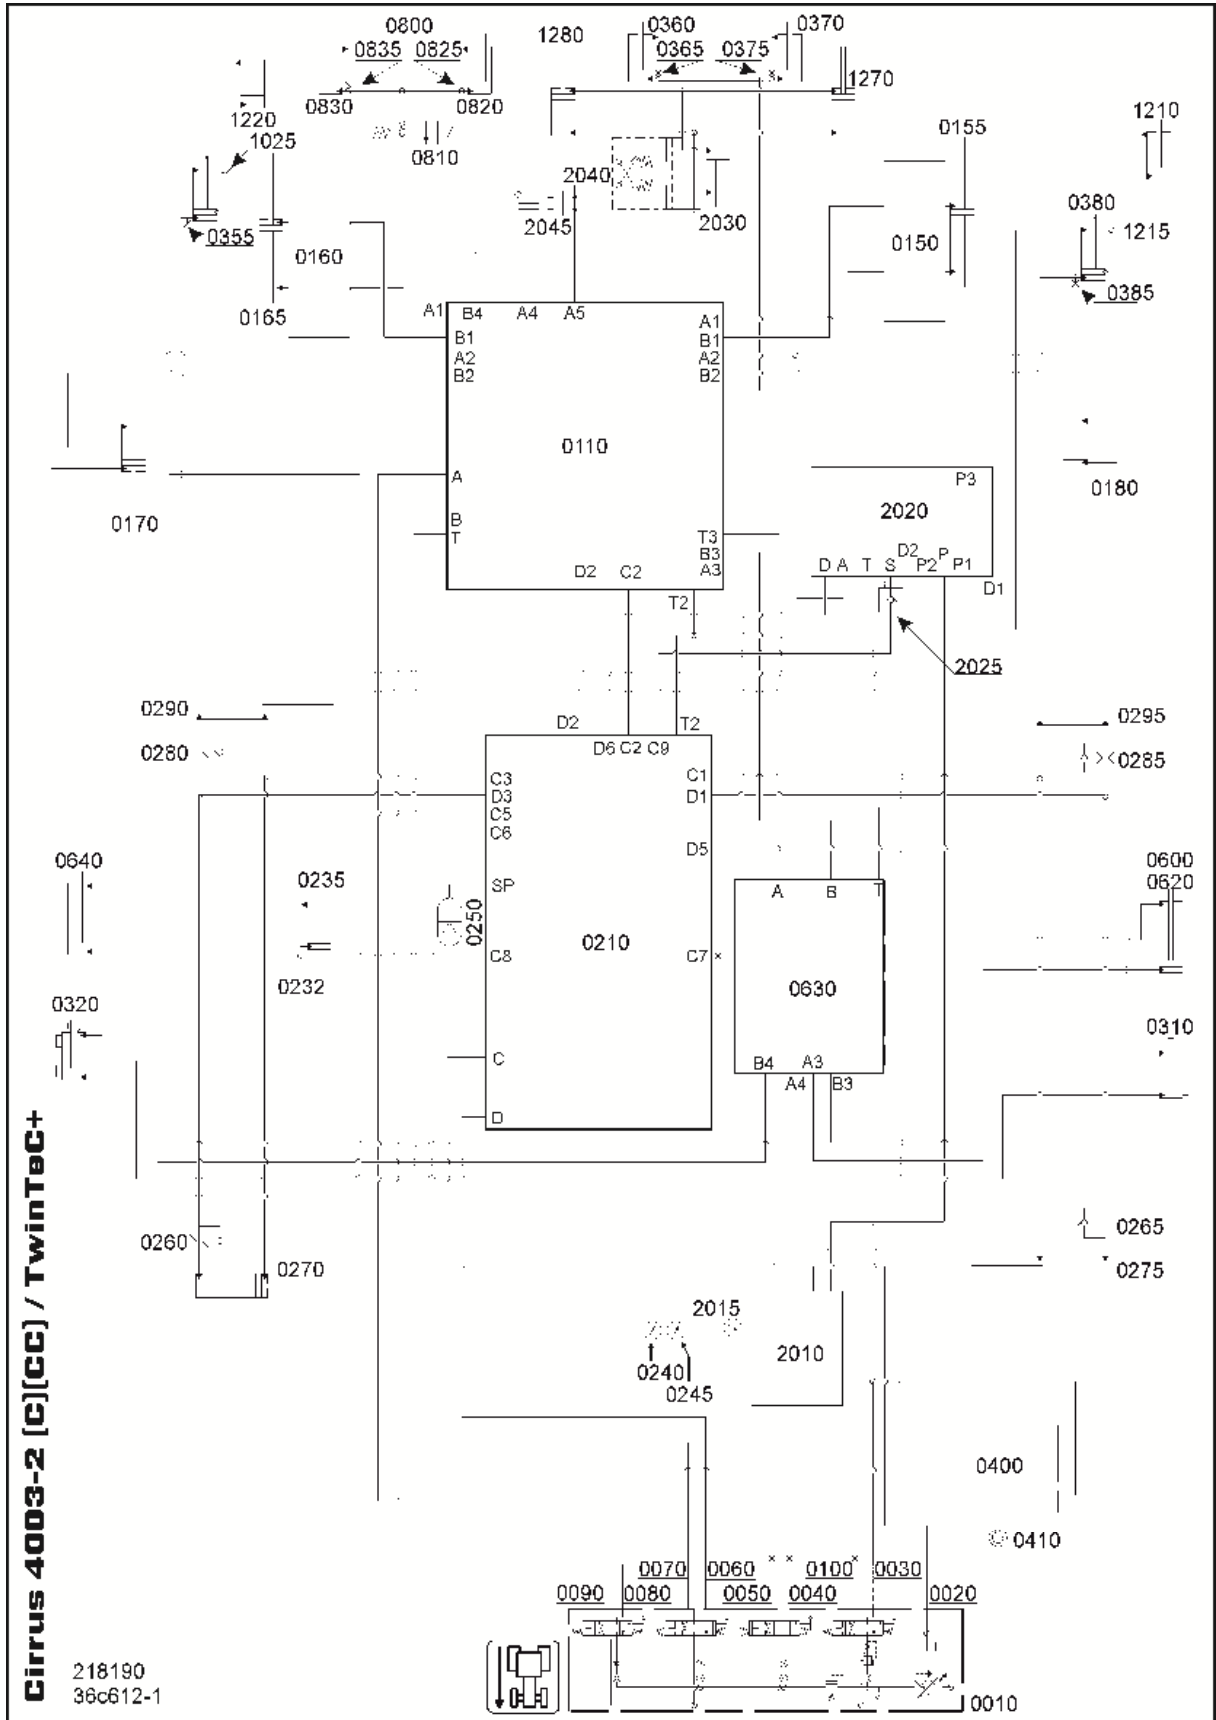 0800
0360
0370
1280
0835
0825
0365
0375
1270
0830
0820
1220
1025
0810
0155
1210
2040
2045
2030
0380
1215
0355
0160
0150
0385
0165
A1
B4
A4
A5
A1
B1
B1
A2
A2
B2
B2
0110
A
P3
0180
0170
2020
B
T
T3
B3
A3
D2
C2
D2
P
D
A
T
S
P2
P1
D1
T2
2025
0290
D2
T2
0295
0280
D6
C2
C9
0285
C3
C1
D3
D1
C5
C6
D5
0640
0600
0620
0235
SP
A
B
T
0250
0210
C8
C7
0232
0630
0320
0310
C
B4
A3
A4
B3
D
0260
0265
0270
0275
2015
2010
0240
0245
0400
0410
0070
0060
0100
0030
0090
0080
0050
0040
0020
0010
Cirrus 4003-2 [C][CC] / TwinTeC+
218190
36c612-1